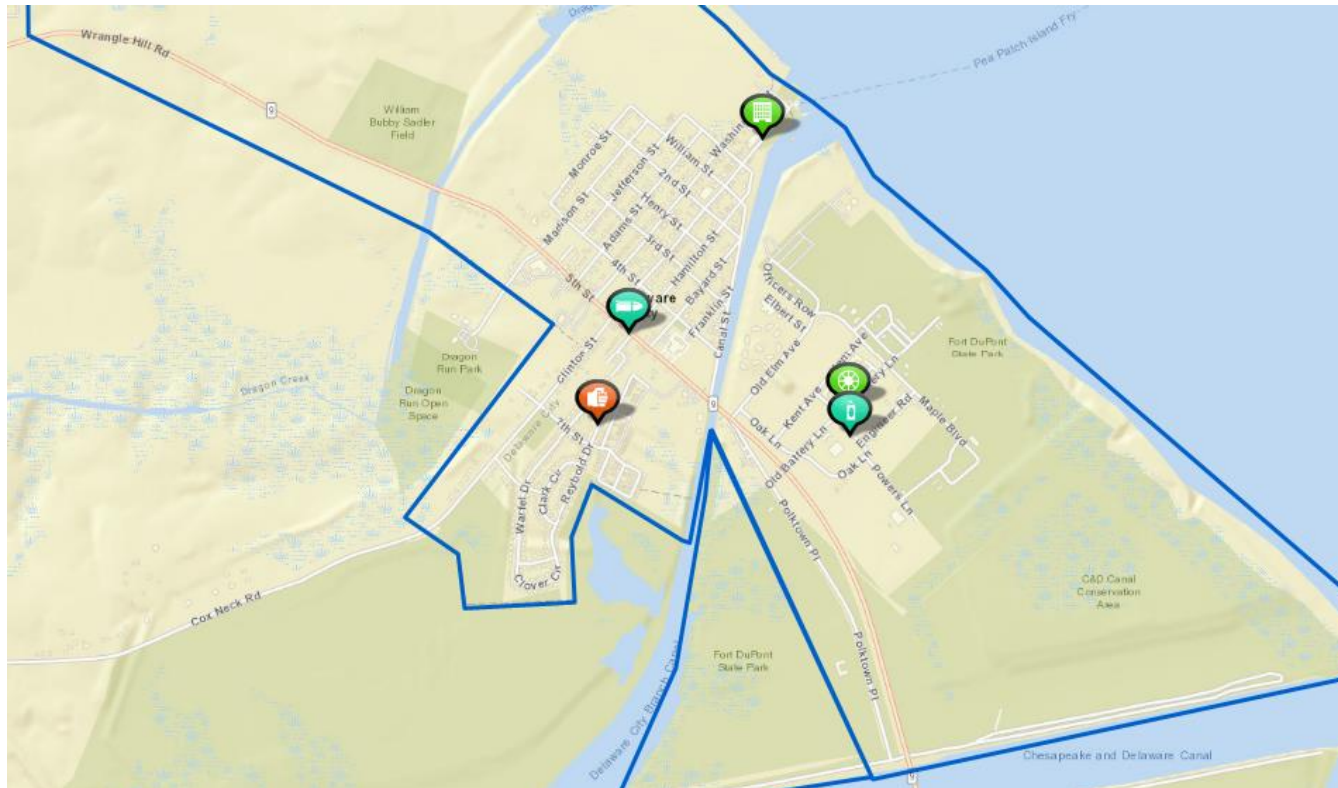 Wrangle Hill Rd
9
William
Bubby Sadler
Field
Pea Patch Island Fry
Monroe St
Jefferson St
William St
2nd St
Madison St
Adams St
Henry St
3rd St
4th St
Hamilton St
Bayard St
Franklin St
5th St
Canal St
Clinton St
Officers Row
Elbert St
Old Elm Ave
Kent Ave
Fort DuPont
State Park
Dragon
Run Park
Dragon Creek
Dragon
Run Open
Space
Delaware City
7th St
Reybold Dr
Clark Cir
Warfel Dr
Clover Cir
9
Oak Ln
Old Battery Ln
Oak Ln
Engineer Rd
Maple Blvd
Powers Ln
Polktown Pl
Cox Neck Rd
C&D Canal
Conservation
Area
Fort DuPont
State Park
Polktown Pl
Delaware City Branch Canal
Chesapeake and Delaware Canal
9